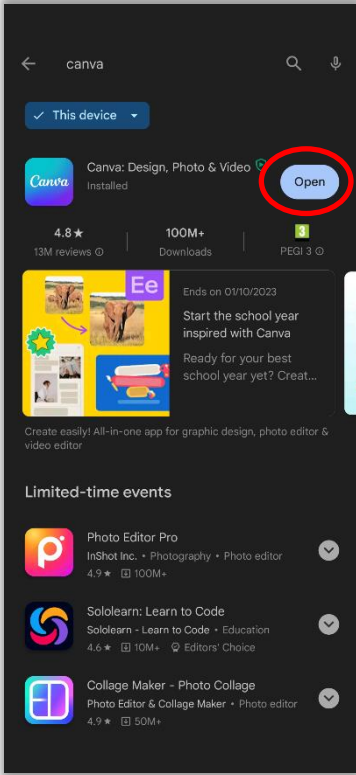 canva
This device
Canva
Canva: Design, Photo & Video
Installed
Open
4.8★
13M reviews
100M+
Downloads
3
PEGI 3
Ee
Ends on 01/10/2023
Start the school year
inspired with Canva
Ready for your best
school year yet? Creat...
Create easily! All-in-one app for graphic design, photo editor &
video editor
Limited-time events
Photo Editor Pro
InShot Inc. • Photography • Photo editor
4.9★ 100M+
Sololearn: Learn to Code
Sololearn - Learn to Code • Education
4.6★ 10M+ Editors' Choice
Collage Maker - Photo Collage
Photo Editor & Collage Maker • Photo editor
4.9★ 50M+